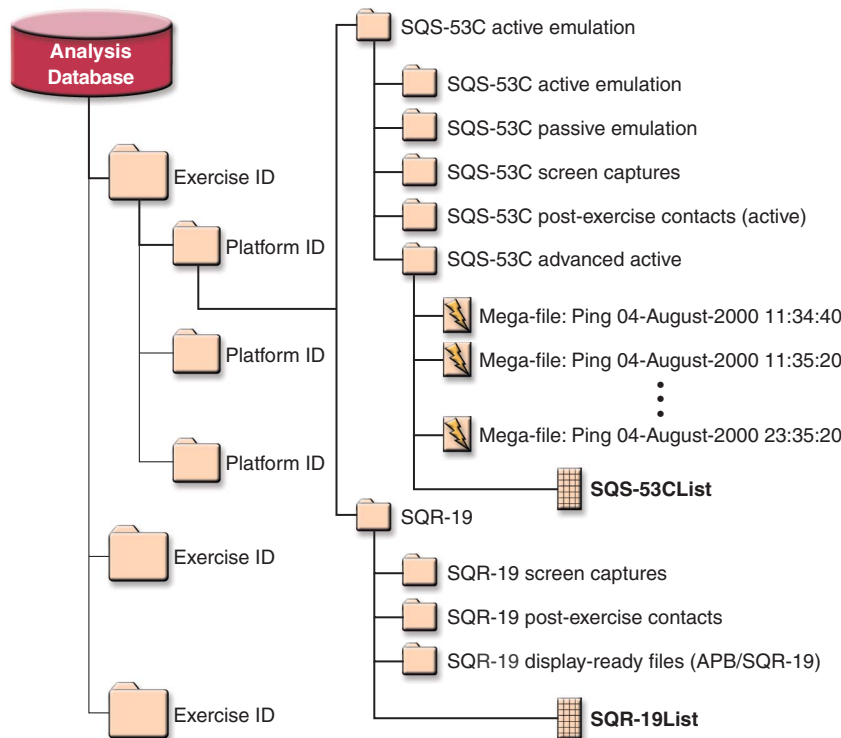 Analysis
Database
Exercise ID
Platform ID
Platform ID
Platform ID
Exercise ID
Exercise ID
SQS-53C active emulation
SQS-53C active emulation
SQS-53C passive emulation
SQS-53C screen captures
SQS-53C post-exercise contacts (active)
SQS-53C advanced active
Mega-file: Ping 04-August-2000 11:34:40
Mega-file: Ping 04-August-2000 11:35:20
Mega-file: Ping 04-August-2000 23:35:20
SQS-53CList
SQR-19
SQR-19 screen captures
SQR-19 post-exercise contacts
SQR-19 display-ready files (APB/SQR-19)
SQR-19List